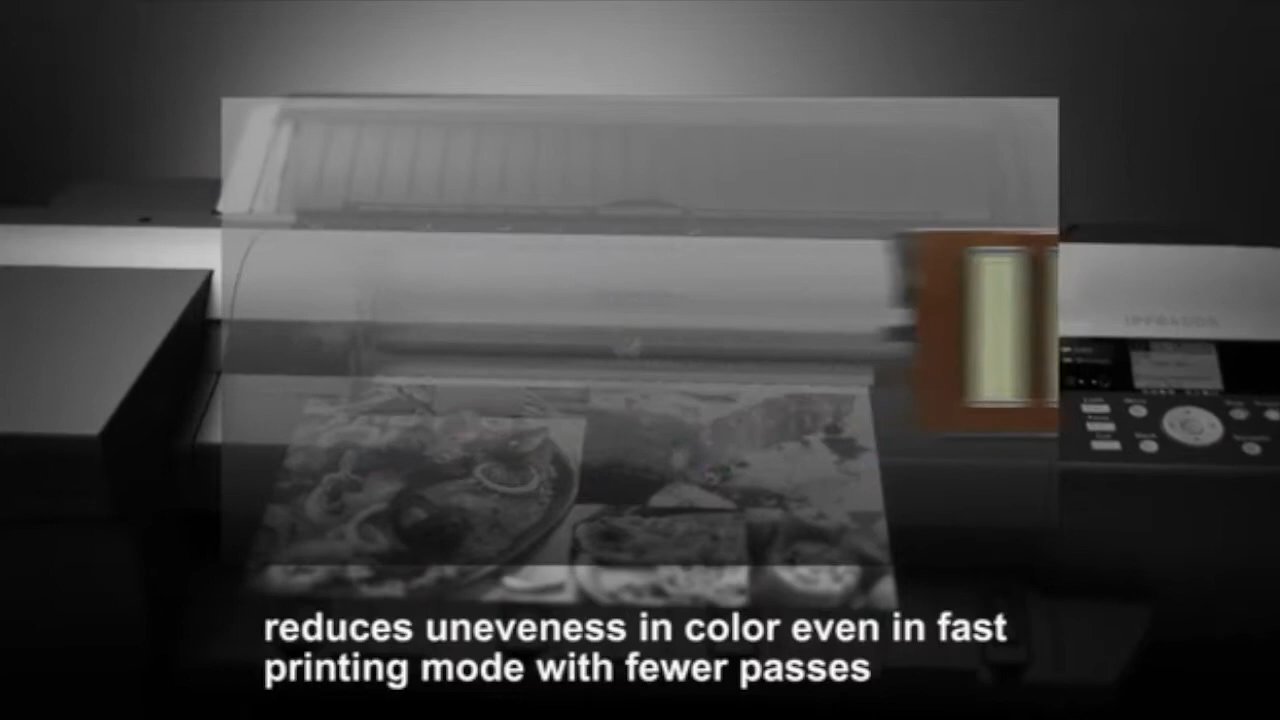 reduces uneveness in color even in fast
printing mode with fewer passes